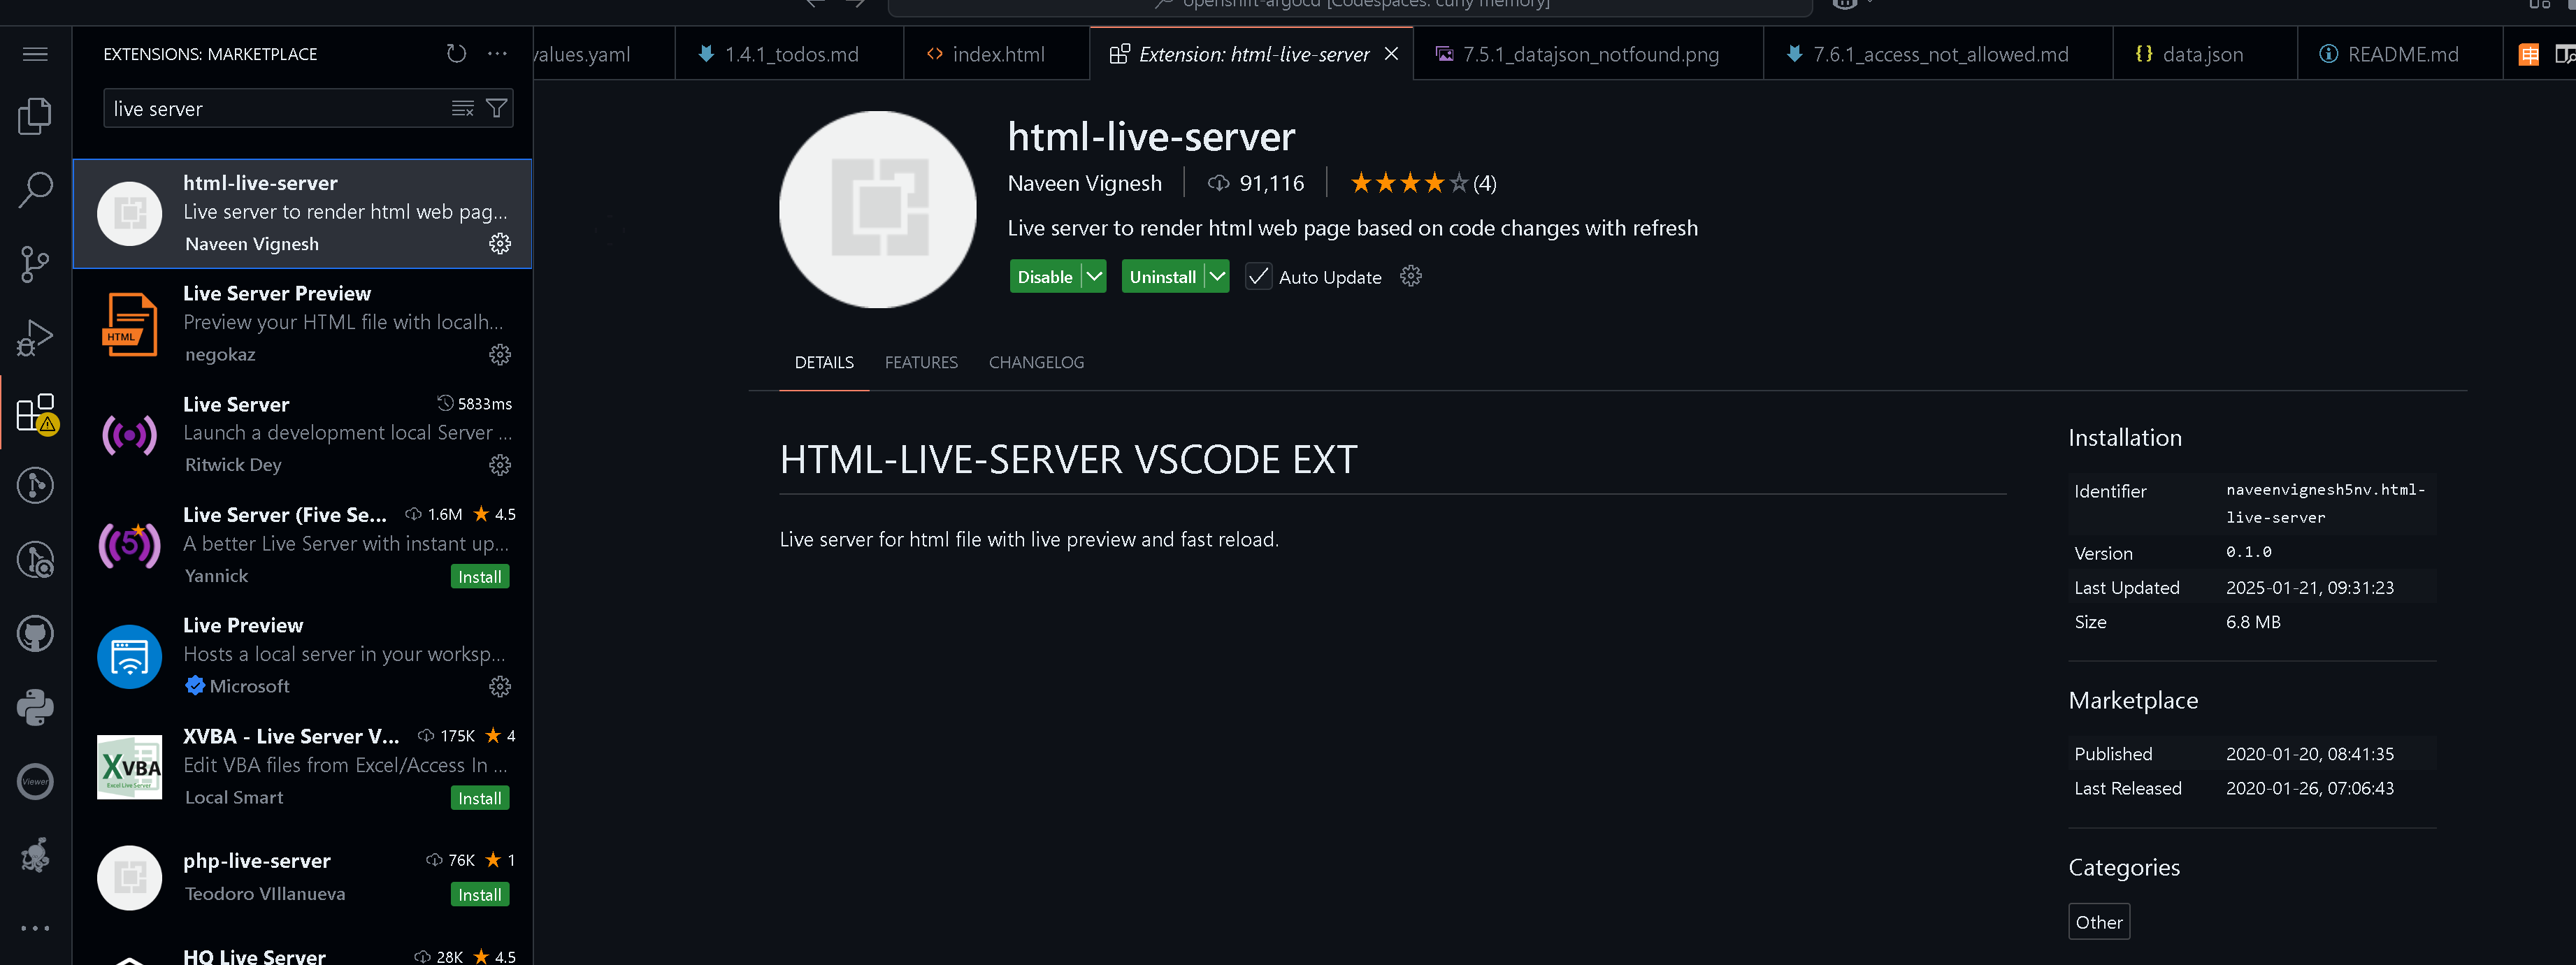 openshift-argocd [Codespaces: curly memory]
EXTENSIONS: MARKETPLACE
values.yaml
1.4.1_todos.md
index.html
Extension: html-live-server
7.5.1_datajson_notfound.png
7.6.1_access_not_allowed.md
data.json
README.md
live server
html-live-server
Live server to render html web pag...
Naveen Vignesh
Live Server Preview
Preview your HTML file with localh...
negokaz
HTML
Live Server
5833ms
Launch a development local Server ...
Ritwick Dey
Live Server (Five Se...
1.6M
4.5
A better Live Server with instant up...
Yannick
Install
5
Live Preview
Hosts a local server in your worksp...
Microsoft
XVBA - Live Server V...
175K
4
Edit VBA files from Excel/Access In ...
Local Smart
Install
XVBA
Excel Live Server
php-live-server
76K
1
Teodoro VIllanueva
Install
HQ Live Server
28K
4.5
Viewer
html-live-server
Naveen Vignesh
91,116
(4)
Live server to render html web page based on code changes with refresh
Disable
Uninstall
Auto Update
DETAILS
FEATURES
CHANGELOG
HTML-LIVE-SERVER VSCODE EXT
Live server for html file with live preview and fast reload.
Installation
Identifier
naveenvignesh5nv.html-
live-server
Version
0.1.0
Last Updated
2025-01-21, 09:31:23
Size
6.8 MB
Marketplace
Published
2020-01-20, 08:41:35
Last Released
2020-01-26, 07:06:43
Categories
Other